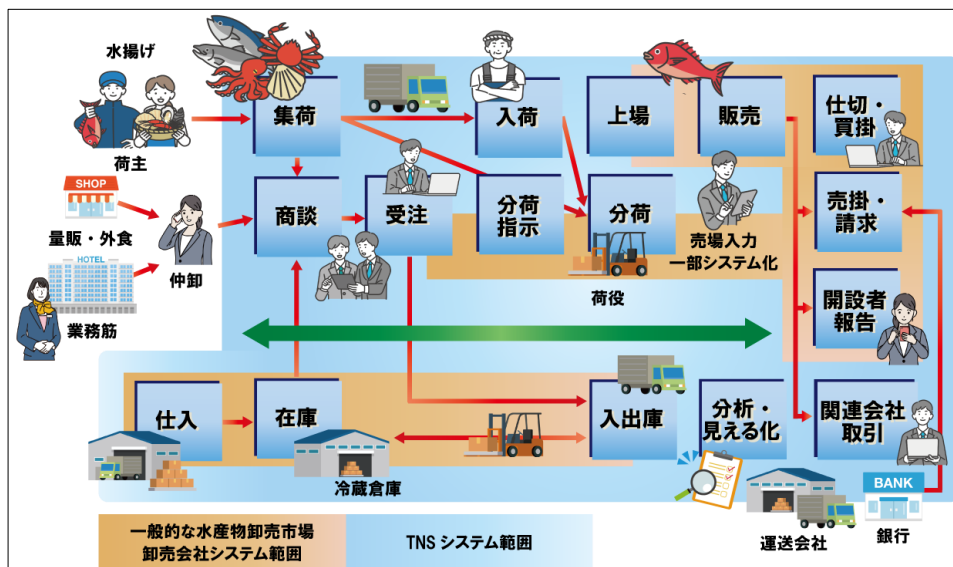 水揚げ
荷主
集荷
入荷
上場
販売
仕切・
買掛
SHOP
量販・外食
HOTEL
業務筋
仲卸
商談
受注
分荷
指示
分荷
荷役
売場入力
一部システム化
売掛・
請求
開設者
報告
仕入
在庫
冷蔵倉庫
入出庫
分析・
見える化
関連会社
取引
運送会社
BANK
銀行
一般的な水産物卸売市場
卸売会社システム範囲
TNS システム範囲